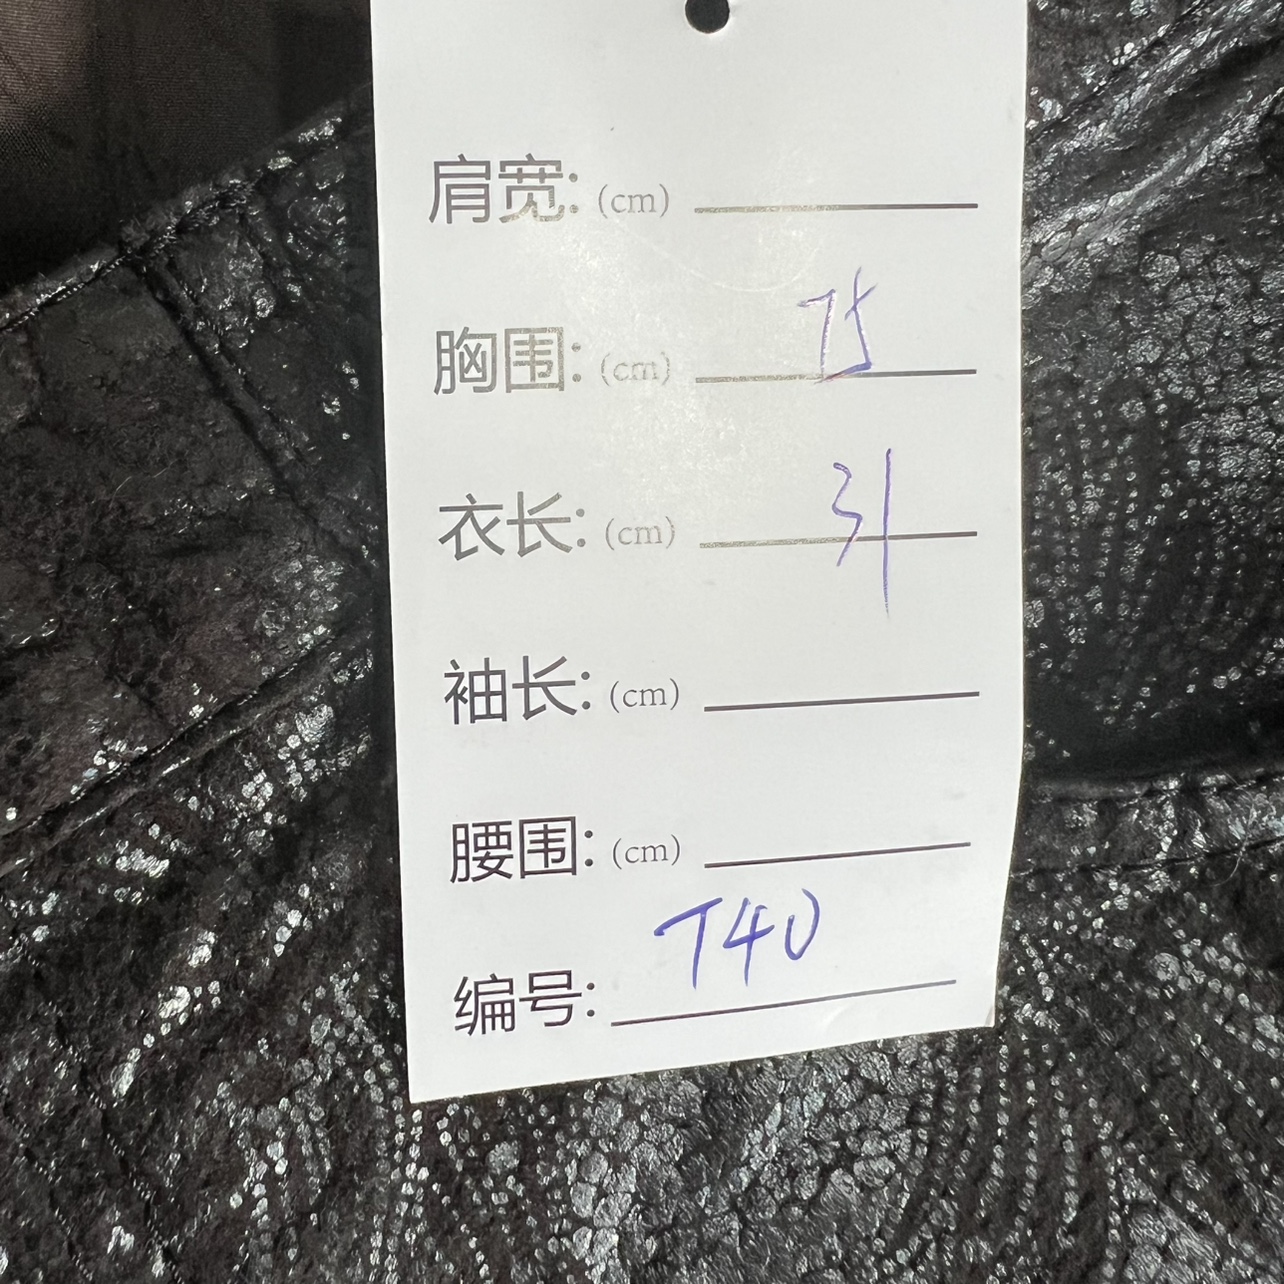 肩宽: (cm)
胸围: (cm) 75
衣长: (cm) 31
袖长: (cm)
腰围: (cm)
编号: T40